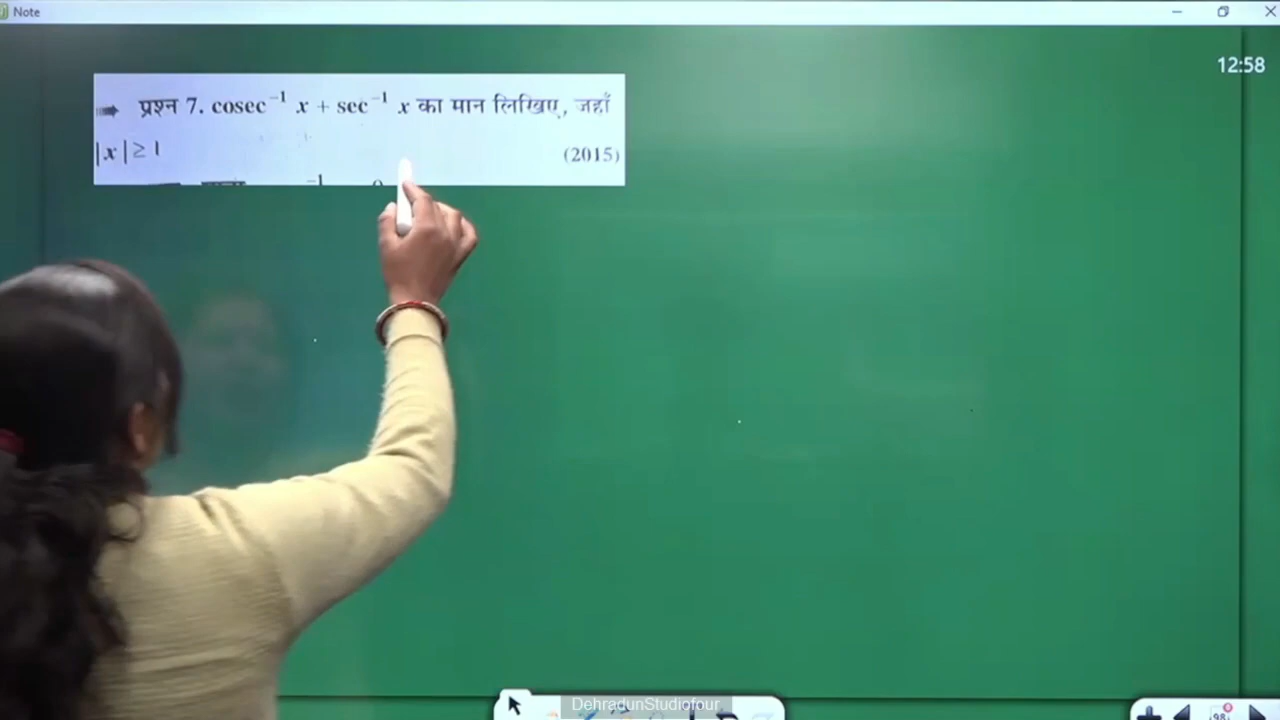 Note
12:58
प्रश्न 7. cosec⁻¹ x + sec⁻¹ x का मान लिखिए, जहाँ
|x| ≥ 1
(2015)
DehradunStudiofour